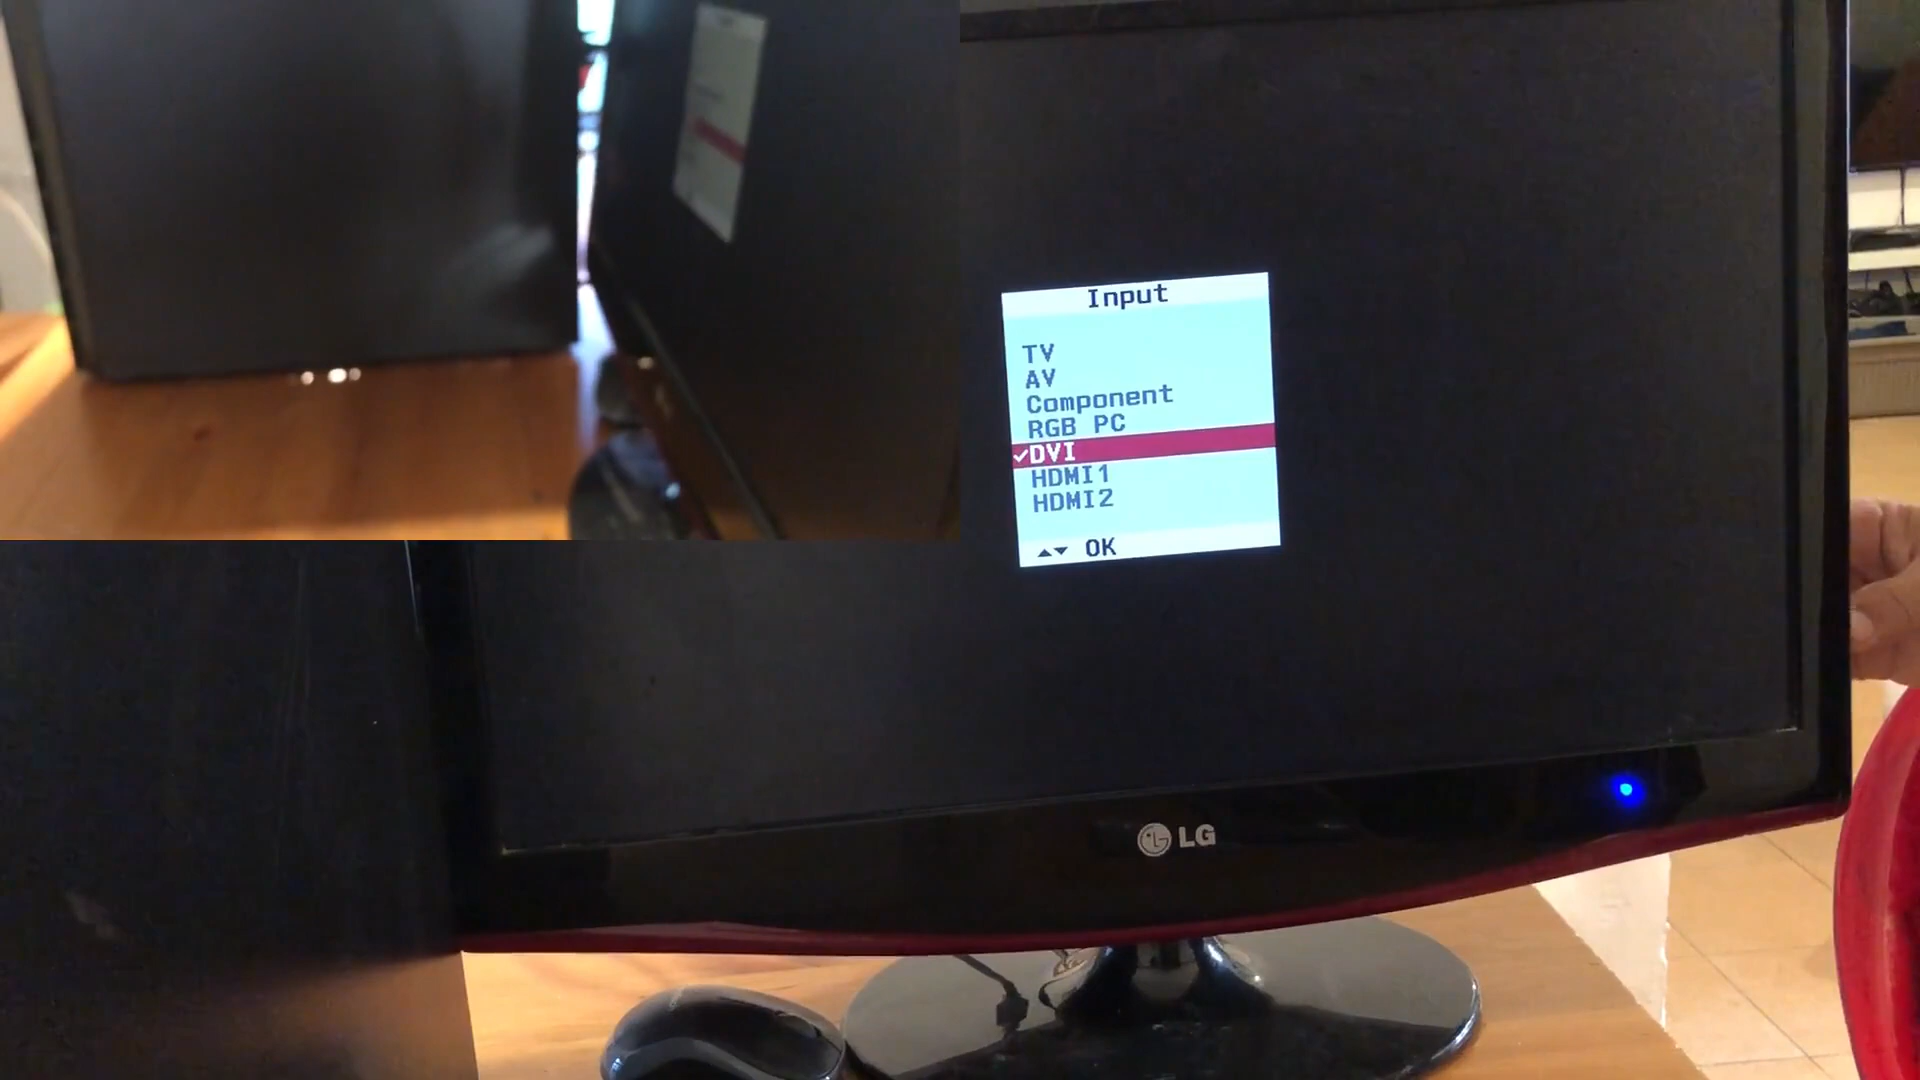 Input
TV
AV
Component
RGB PC
✓DVI
HDMI1
HDMI2
▲▼ OK
LG